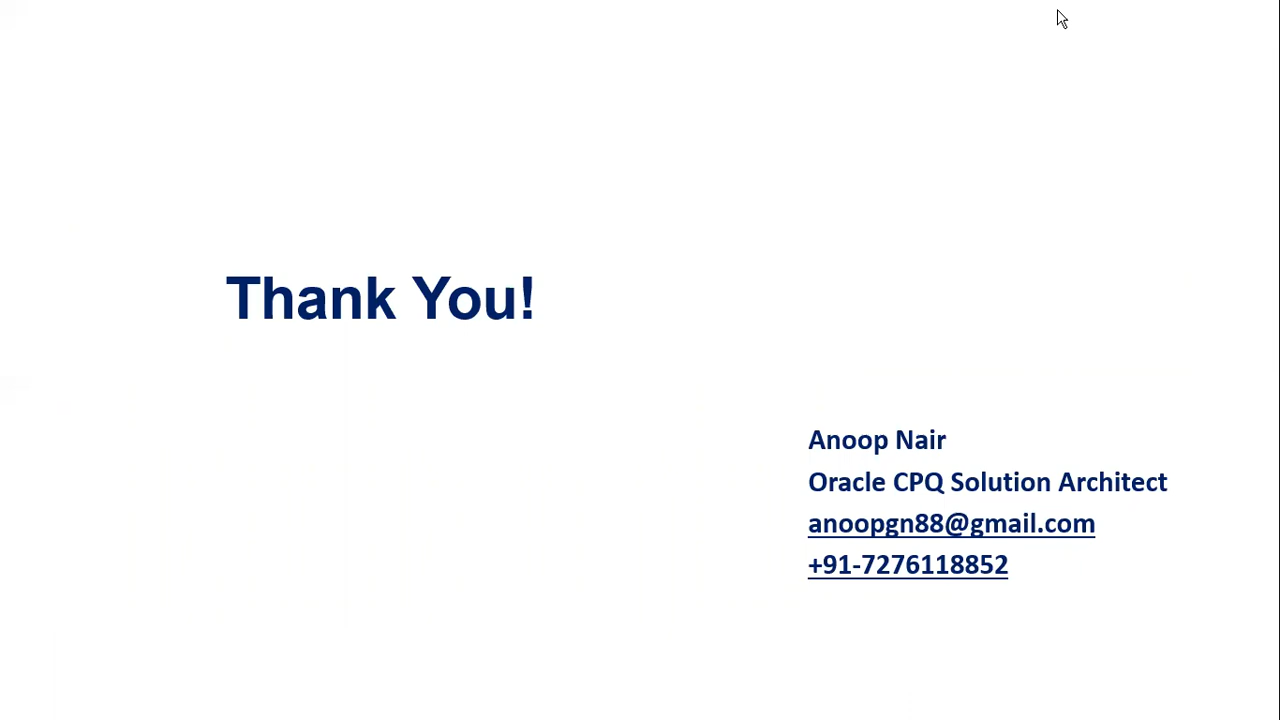 Thank You!
Anoop Nair
Oracle CPQ Solution Architect
anoopgn88@gmail.com
+91-7276118852